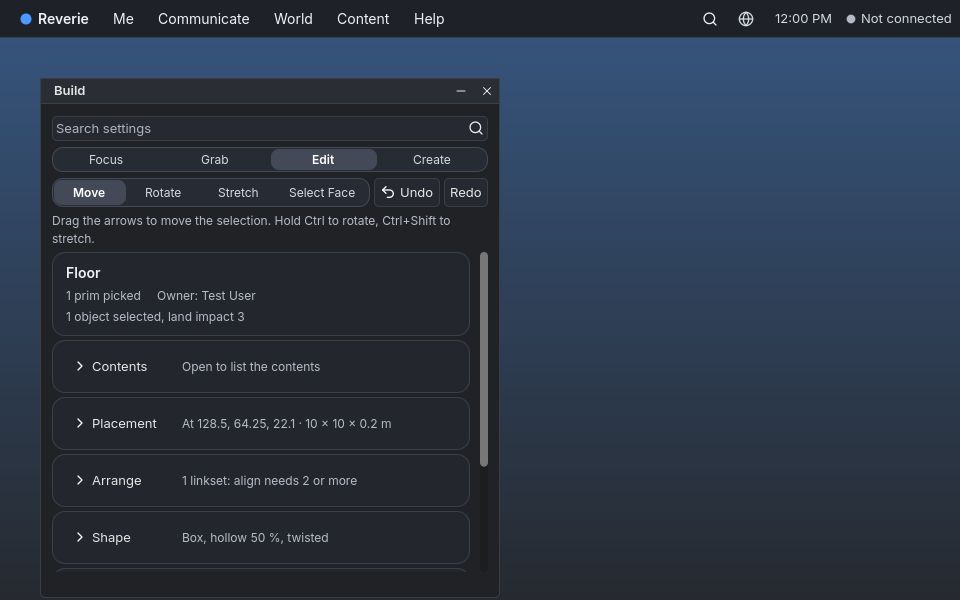 Reverie Me Communicate World Content Help 12:00 PM Not connected
Build
Search settings
Focus Grab Edit Create
Move Rotate Stretch Select Face Undo Redo
Drag the arrows to move the selection. Hold Ctrl to rotate, Ctrl+Shift to
stretch.
Floor
1 prim picked Owner: Test User
1 object selected, land impact 3
Contents Open to list the contents
Placement At 128.5, 64.25, 22.1 · 10 × 10 × 0.2 m
Arrange 1 linkset: align needs 2 or more
Shape Box, hollow 50 %, twisted